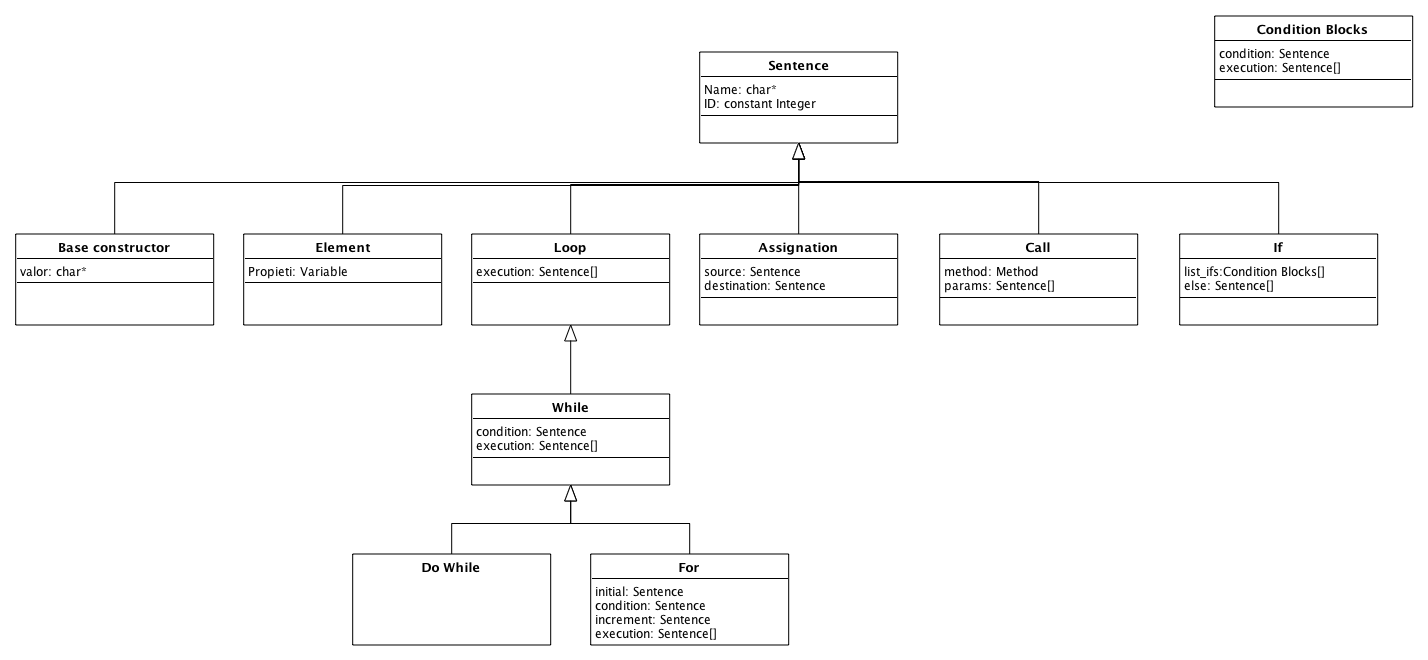 Condition Blocks
condition: Sentence
execution: Sentence[]
Sentence
Name: char*
ID: constant Integer
Base constructor
valor: char*
Element
Propieti: Variable
Loop
execution: Sentence[]
Assignation
source: Sentence
destination: Sentence
Call
method: Method
params: Sentence[]
If
list_ifs:Condition Blocks[]
else: Sentence[]
While
condition: Sentence
execution: Sentence[]
Do While
For
initial: Sentence
condition: Sentence
increment: Sentence
execution: Sentence[]